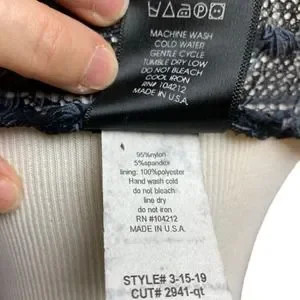 MACHINE WASH
COLD WATER
GENTLE CYCLE
TUMBLE DRY LOW
DO NOT BLEACH
COOL IRON
RN# 104212
MADE IN U.S.A.
95%nylon
5%spandex
lining: 100%polyester
Hand wash cold
do not bleach
line dry
do not iron
RN #104212
MADE IN U.S.A.
STYLE# 3-15-19
CUT# 2941-qt